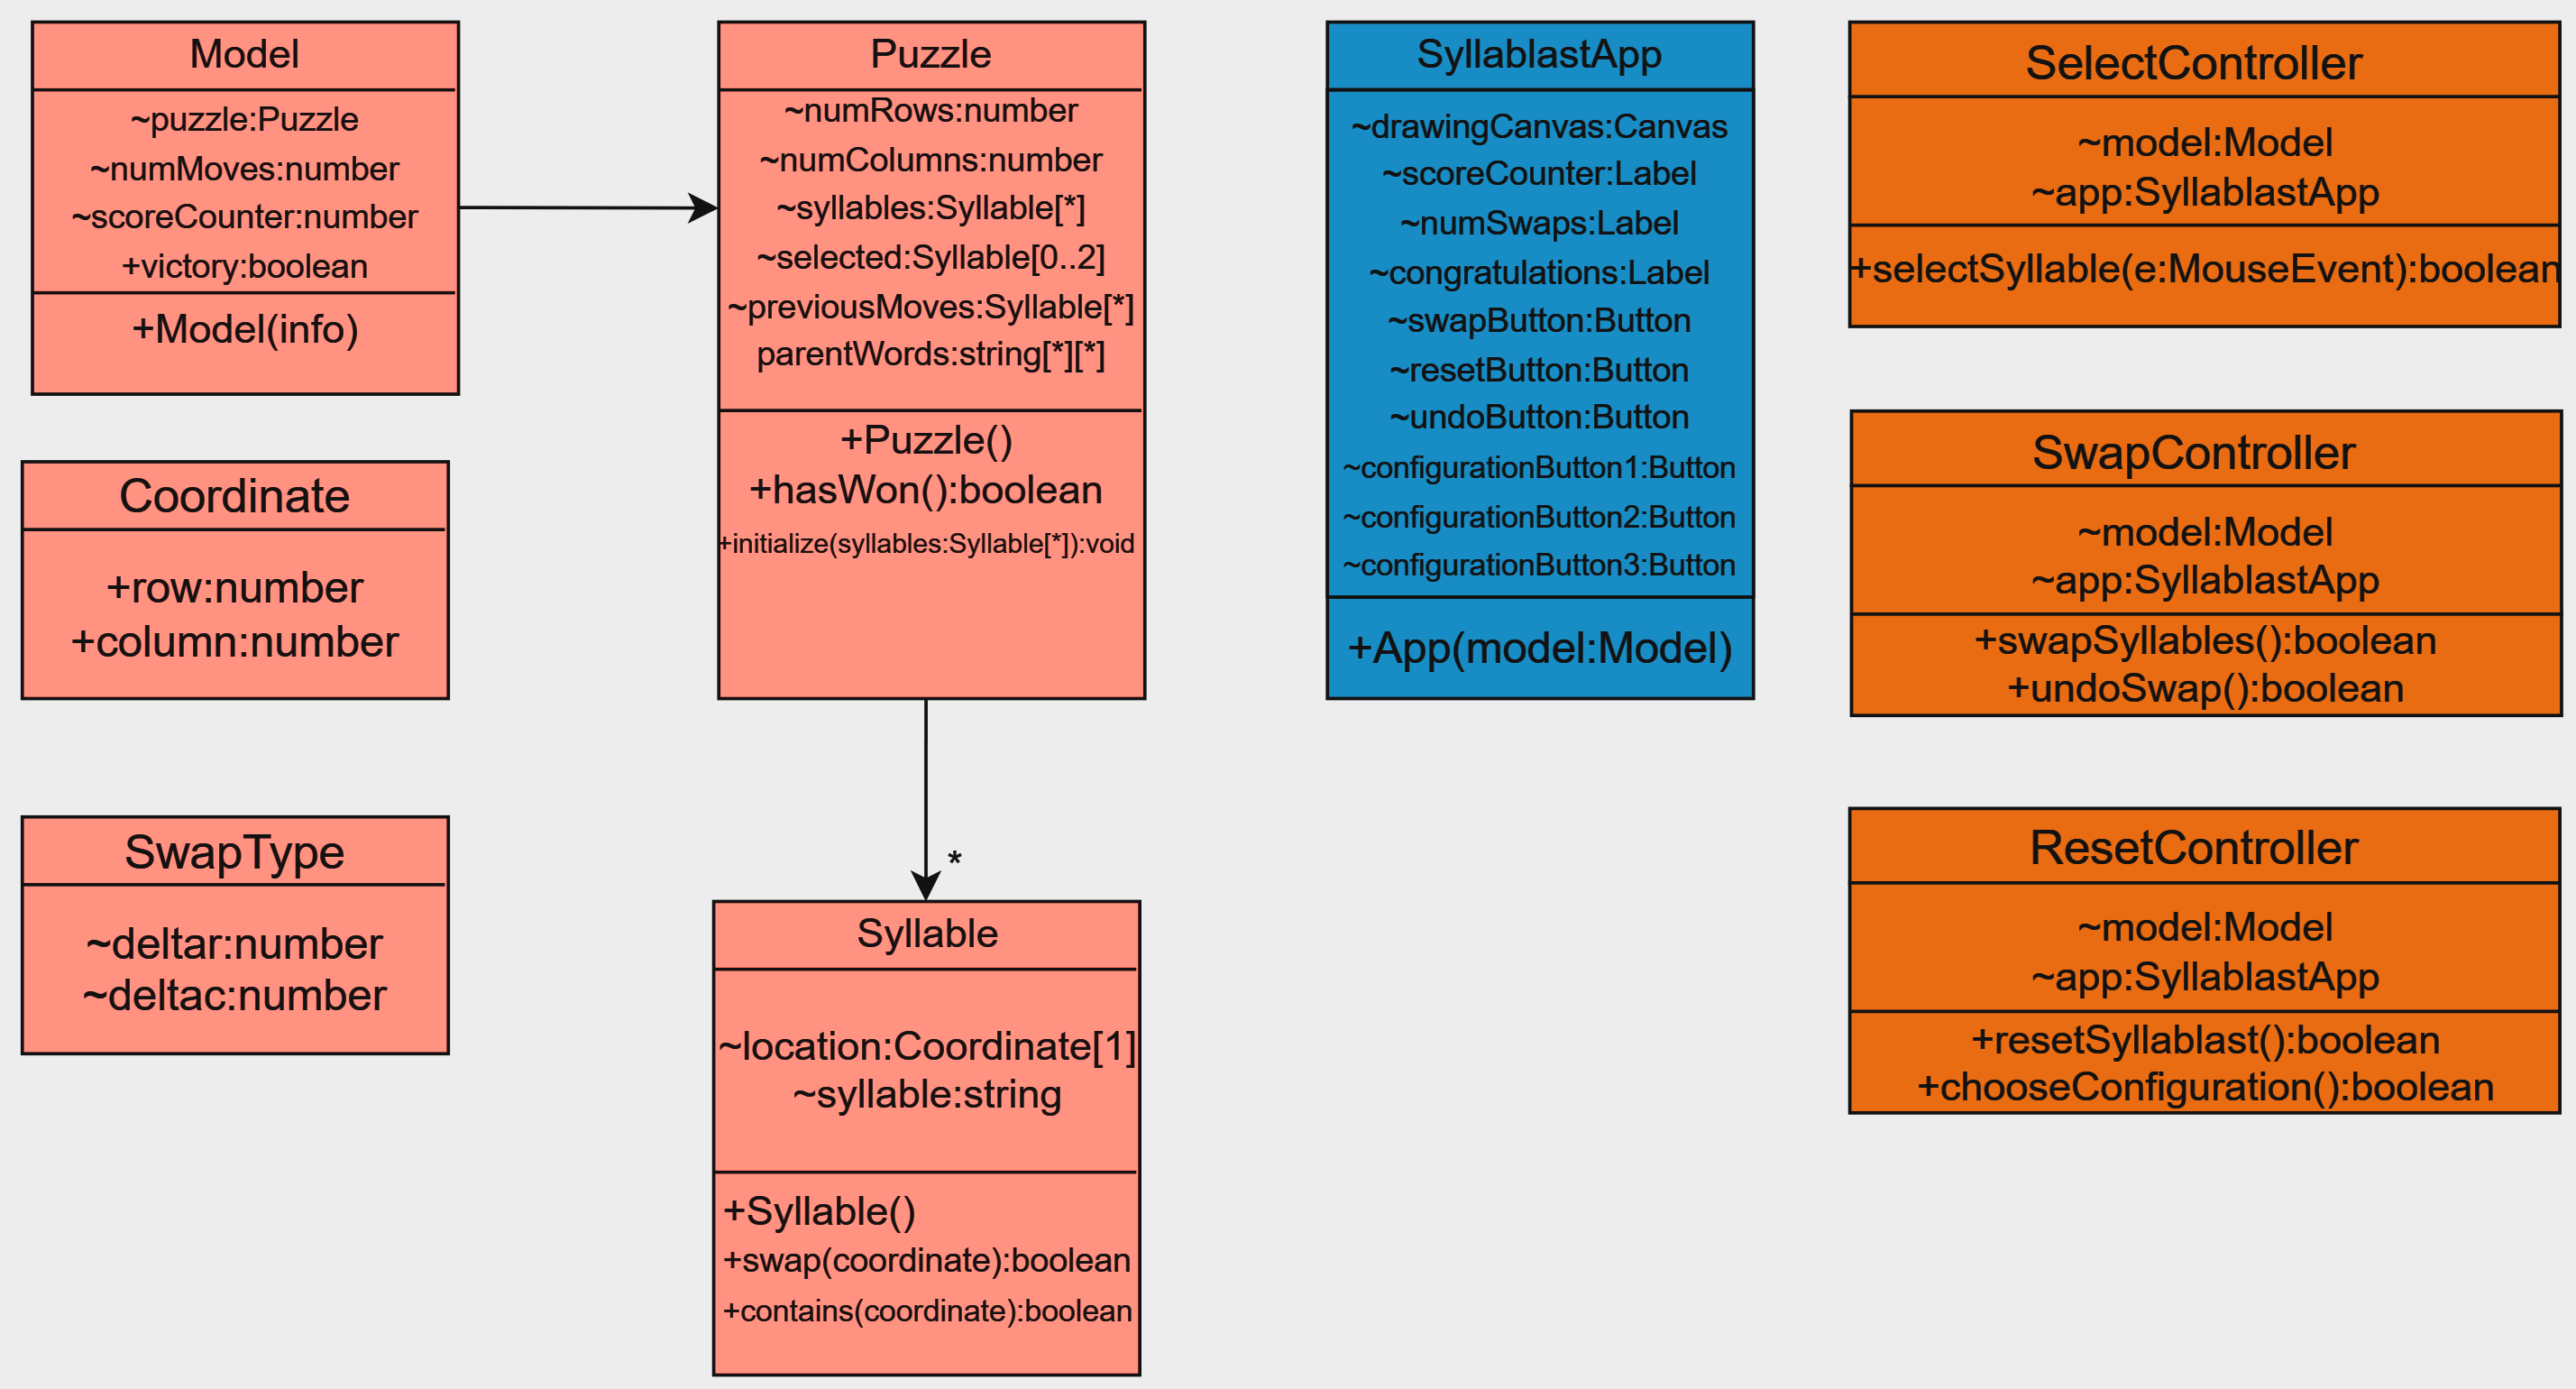 Model
~puzzle:Puzzle
~numMoves:number
~scoreCounter:number
+victory:boolean
+Model(info)
Coordinate
+row:number
+column:number
SwapType
~deltar:number
~deltac:number
Puzzle
~numRows:number
~numColumns:number
~syllables:Syllable[*]
~selected:Syllable[0..2]
~previousMoves:Syllable[*]
parentWords:string[*][*]
+Puzzle()
+hasWon():boolean
+initialize(syllables:Syllable[*]):void
*
Syllable
~location:Coordinate[1]
~syllable:string
+Syllable()
+swap(coordinate):boolean
+contains(coordinate):boolean
SyllablastApp
~drawingCanvas:Canvas
~scoreCounter:Label
~numSwaps:Label
~congratulations:Label
~swapButton:Button
~resetButton:Button
~undoButton:Button
~configurationButton1:Button
~configurationButton2:Button
~configurationButton3:Button
+App(model:Model)
SelectController
~model:Model
~app:SyllablastApp
+selectSyllable(e:MouseEvent):boolean
SwapController
~model:Model
~app:SyllablastApp
+swapSyllables():boolean
+undoSwap():boolean
ResetController
~model:Model
~app:SyllablastApp
+resetSyllablast():boolean
+chooseConfiguration():boolean